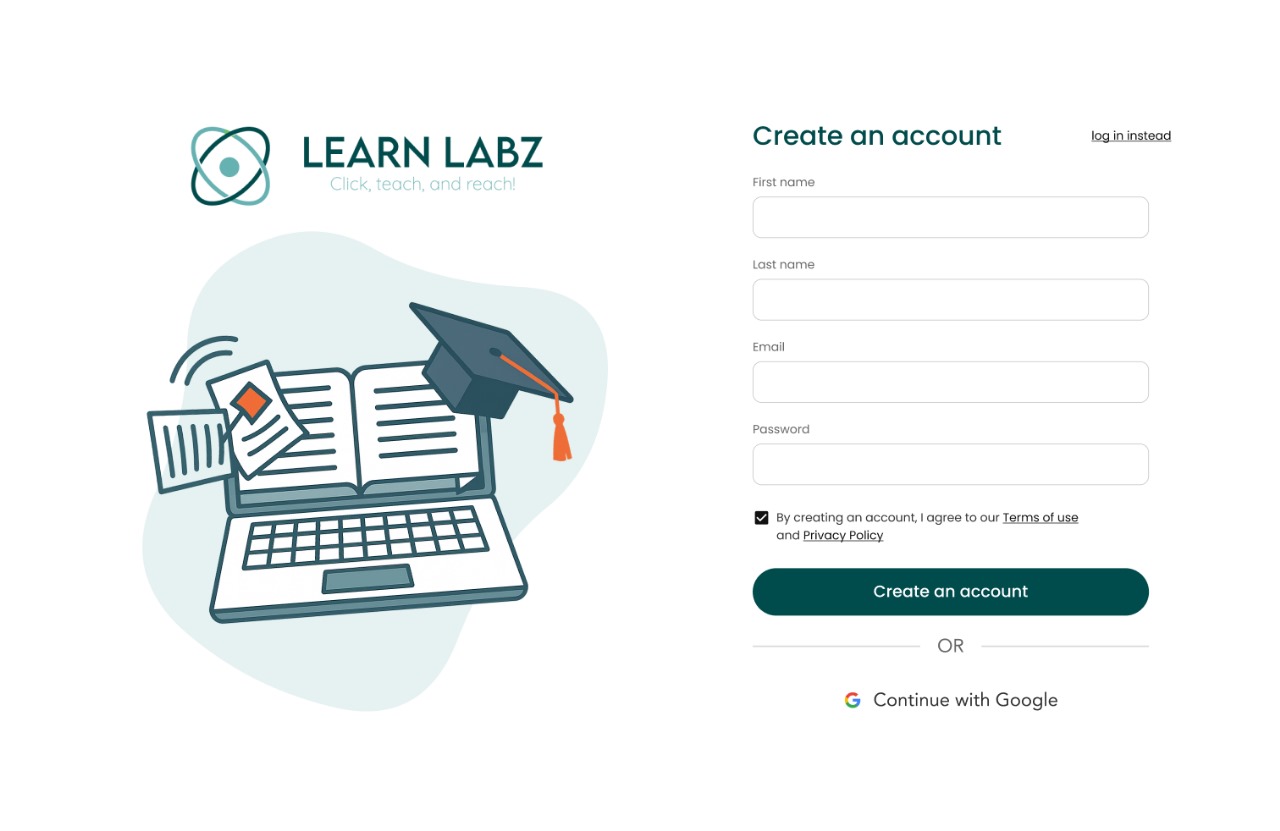 LEARN LABZ
Click, teach, and reach!
Create an account
log in instead
First name
Last name
Email
Password
By creating an account, I agree to our Terms of use
and Privacy Policy
Create an account
OR
Continue with Google